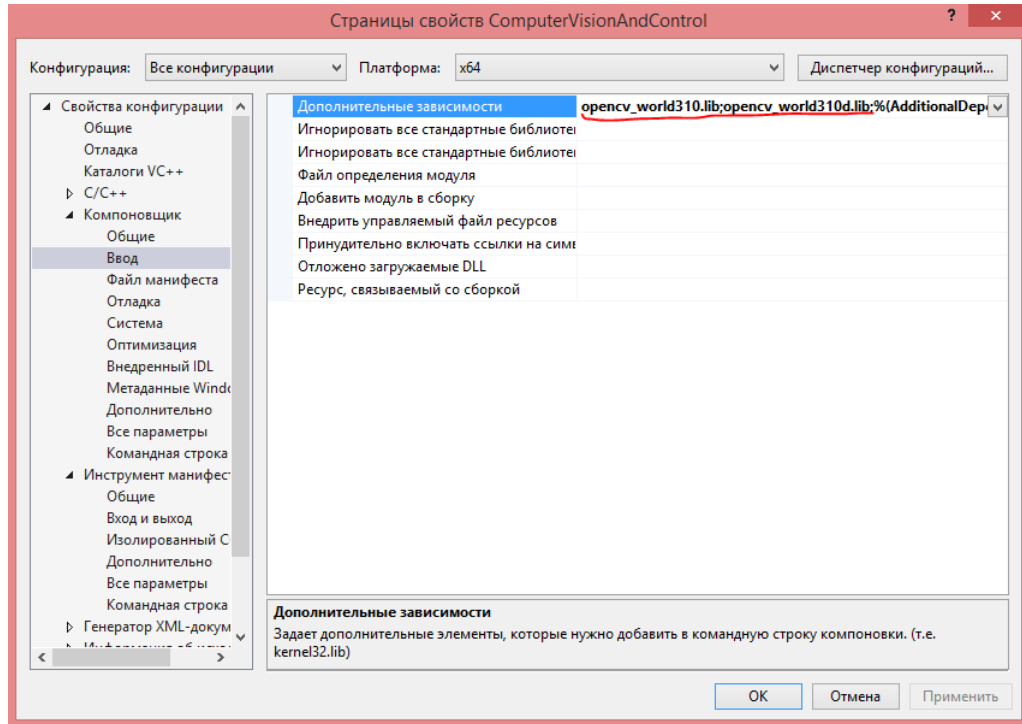 Страницы свойств ComputerVisionAndControl
?
Конфигурация: Все конфигурации Платформа: x64 Диспетчер конфигураций...
Свойства конфигурации
Общие
Отладка
Каталоги VC++
C/C++
Компоновщик
Общие
Ввод
Файл манифеста
Отладка
Система
Оптимизация
Внедренный IDL
Метаданные Windo
Дополнительно
Все параметры
Командная строка
Инструмент манифес
Общие
Вход и выход
Изолированный C
Дополнительно
Все параметры
Командная строка
Генератор XML-докум
Дополнительные зависимости opencv_world310.lib;opencv_world310d.lib;%(AdditionalDep
Игнорировать все стандартные библиоте
Игнорировать все стандартные библиоте
Файл определения модуля
Добавить модуль в сборку
Внедрить управляемый файл ресурсов
Принудительно включать ссылки на симв
Отложено загружаемые DLL
Ресурс, связываемый со сборкой
Дополнительные зависимости
Задает дополнительные элементы, которые нужно добавить в командную строку компоновки. (т.е.
kernel32.lib)
OK Отмена Применить